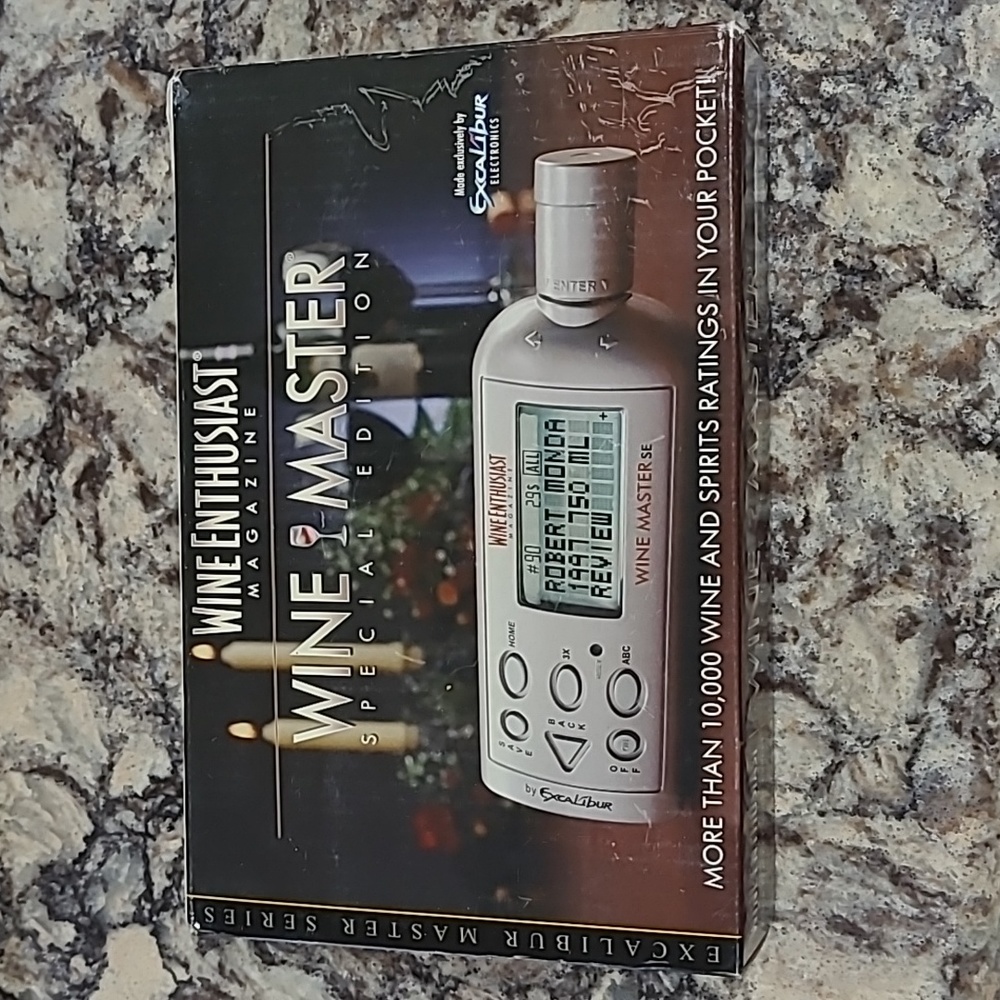 WINE ENTHUSIAST®
MAGAZINE
WINE MASTER®
SPECIAL EDITION
Made exclusively by
EXCALIBUR
ELECTRONICS
WINE ENTHUSIAST
MAGAZINE
#90 29$ ALL
ROBERT MONDA
1997 750 ML
REVIEW +
WINE MASTER SE
ENTER
SAVE
HOME
BACK
3X
OFF
ABC
by EXCALIBUR
MORE THAN 10,000 WINE AND SPIRITS RATINGS IN YOUR POCKET!!
EXCALIBUR MASTER SERIES